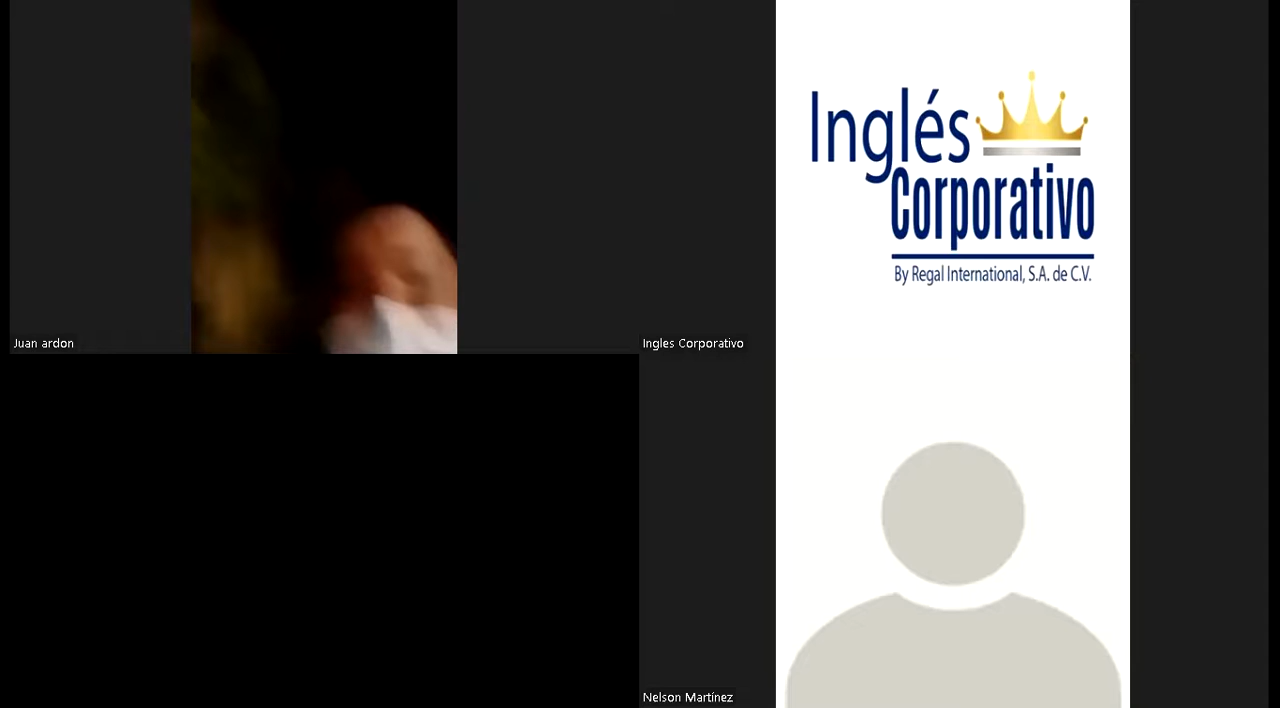 Inglés
Corporativo
By Regal International, S.A. de C.V.
Juan ardon
Ingles Corporativo
Nelson Martínez